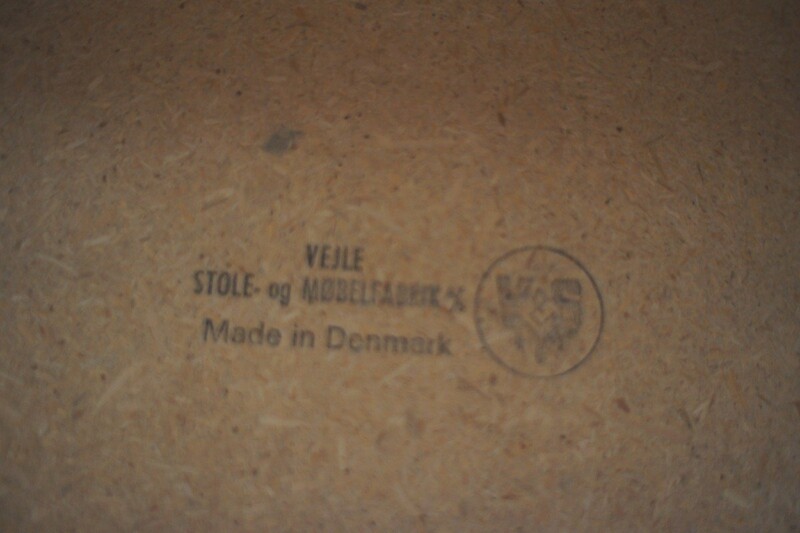 VEJLE
STOLE- og MØBELFABRIK A/S
Made in Denmark